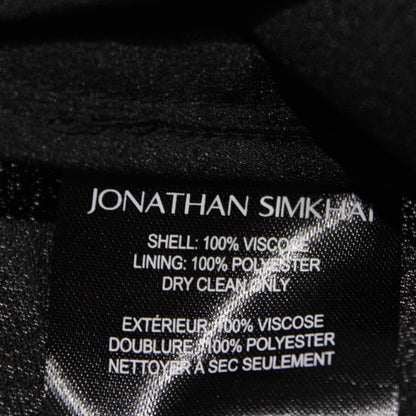 JONATHAN SIMKHAI
SHELL: 100% VISCOSE
LINING: 100% POLYESTER
DRY CLEAN ONLY
EXTÉRIEUR: 100% VISCOSE
DOUBLURE: 100% POLYESTER
NETTOYER A SEC SEULEMENT